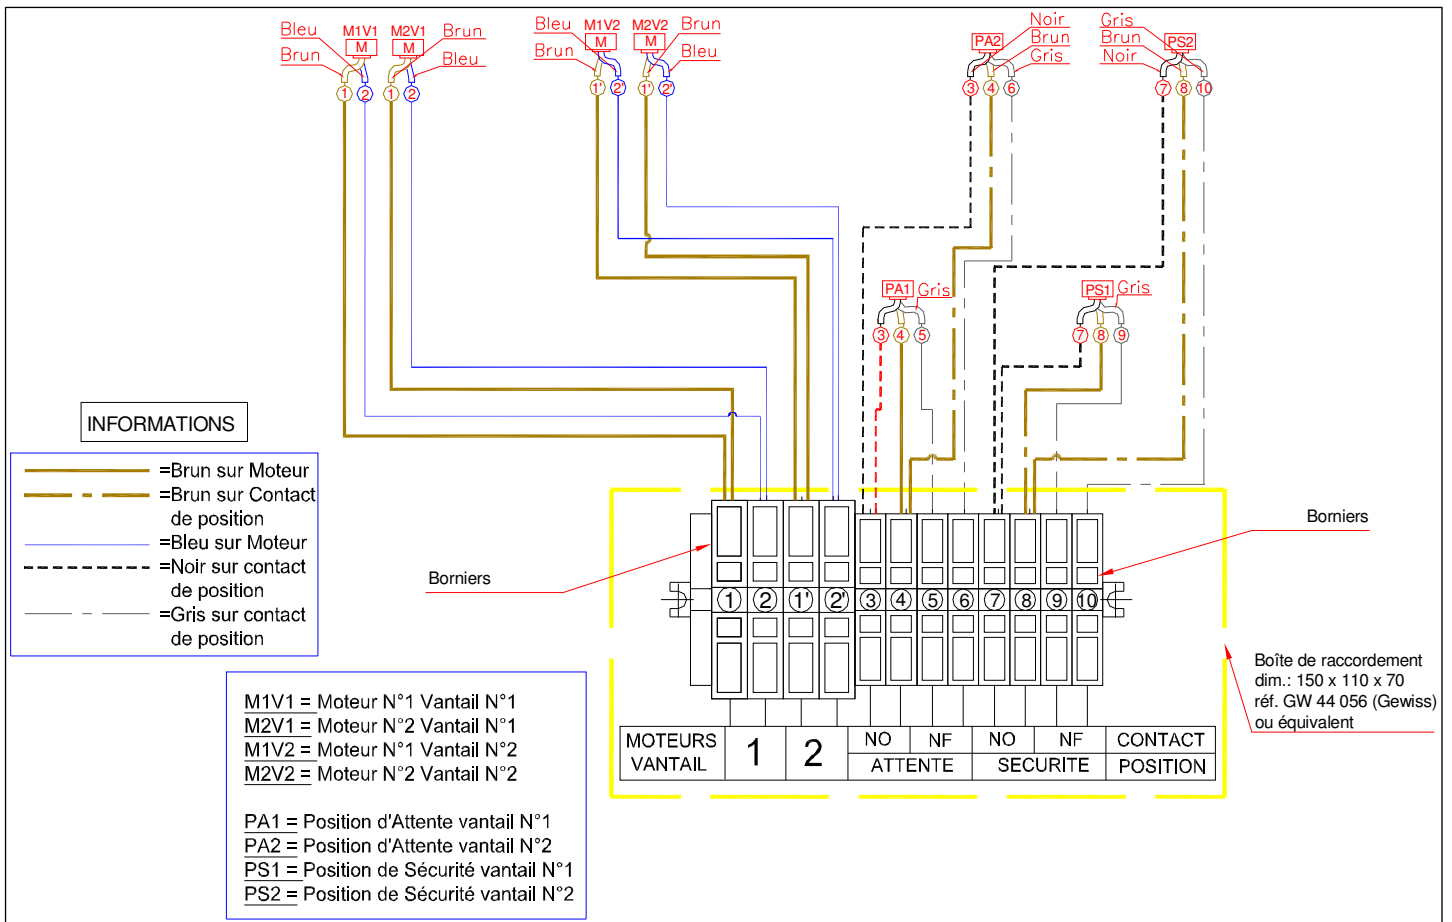 Bleu M1V1 M2V1 Brun
M M
Brun Bleu
1 2 1 2
Bleu M1V2 M2V2 Brun
M M
Brun Bleu
1' 2' 1' 2'
Noir
PA2 Brun
Gris
3 4 6
Gris
Brun PS2
Noir
7 8 10
PA1 Gris
3 4 5
PS1 Gris
7 8 9
INFORMATIONS
=Brun sur Moteur
=Brun sur Contact
de position
=Bleu sur Moteur
=Noir sur contact
de position
=Gris sur contact
de position
Borniers
Borniers
1 2 1' 2' 3 4 5 6 7 8 9 10
Boîte de raccordement
dim.: 150 x 110 x 70
réf. GW 44 056 (Gewiss)
ou équivalent
MOTEURS
VANTAIL
1 2
NO NF NO NF CONTACT
ATTENTE SECURITE POSITION
M1V1 = Moteur N°1 Vantail N°1
M2V1 = Moteur N°2 Vantail N°1
M1V2 = Moteur N°1 Vantail N°2
M2V2 = Moteur N°2 Vantail N°2
PA1 = Position d'Attente vantail N°1
PA2 = Position d'Attente vantail N°2
PS1 = Position de Sécurité vantail N°1
PS2 = Position de Sécurité vantail N°2